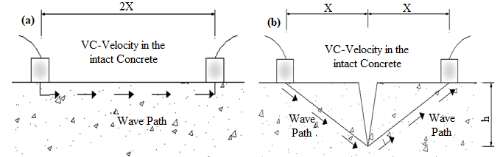 (a)
2X
VC-Velocity in the
intact Concrete
Wave Path
(b)
X
X
VC-Velocity in the
intact Concrete
Wave
Path
Wave
Path
h